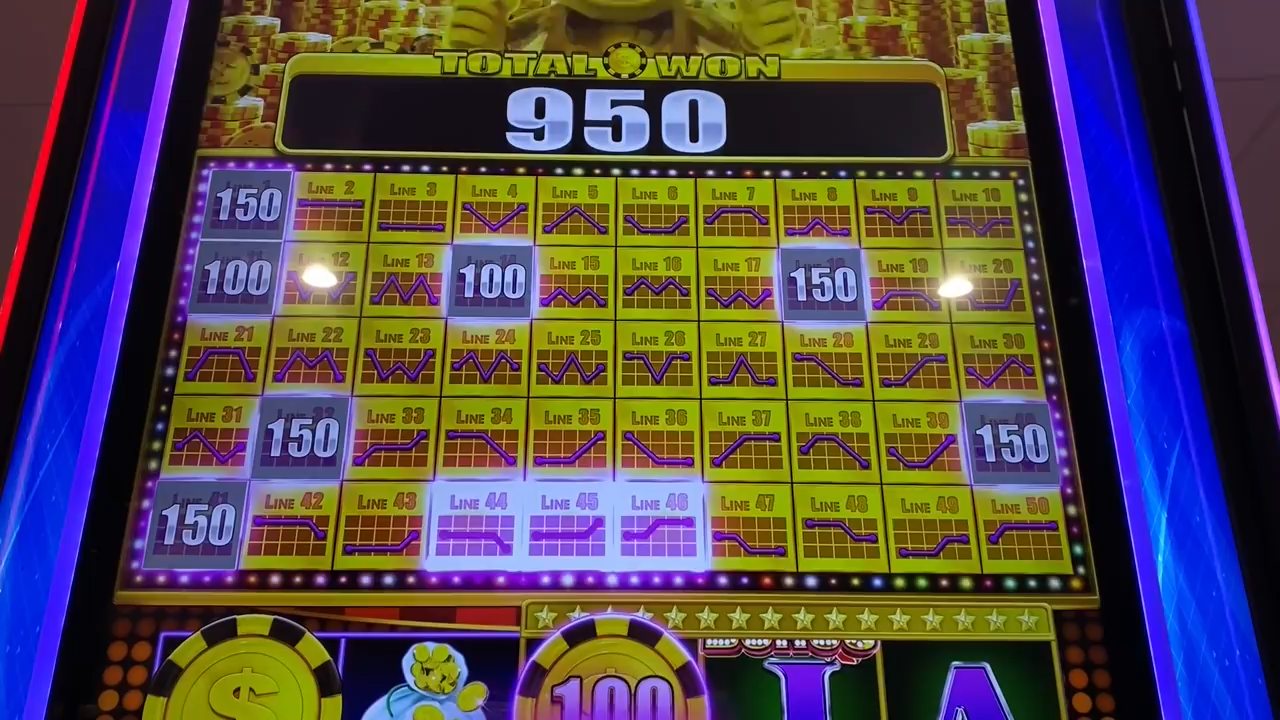 TOTAL WON
950
150 LINE 2 LINE 3 LINE 4 LINE 5 LINE 6 LINE 7 LINE 8 LINE 9 LINE 10
100 LINE 12 LINE 13 100 LINE 15 LINE 16 LINE 17 150 LINE 19 LINE 20
LINE 21 LINE 22 LINE 23 LINE 24 LINE 25 LINE 26 LINE 27 LINE 28 LINE 29 LINE 30
LINE 31 150 LINE 33 LINE 34 LINE 35 LINE 36 LINE 37 LINE 38 LINE 39 150
150 LINE 42 LINE 43 LINE 44 LINE 45 LINE 46 LINE 47 LINE 48 LINE 49 LINE 50
$ 100 J A